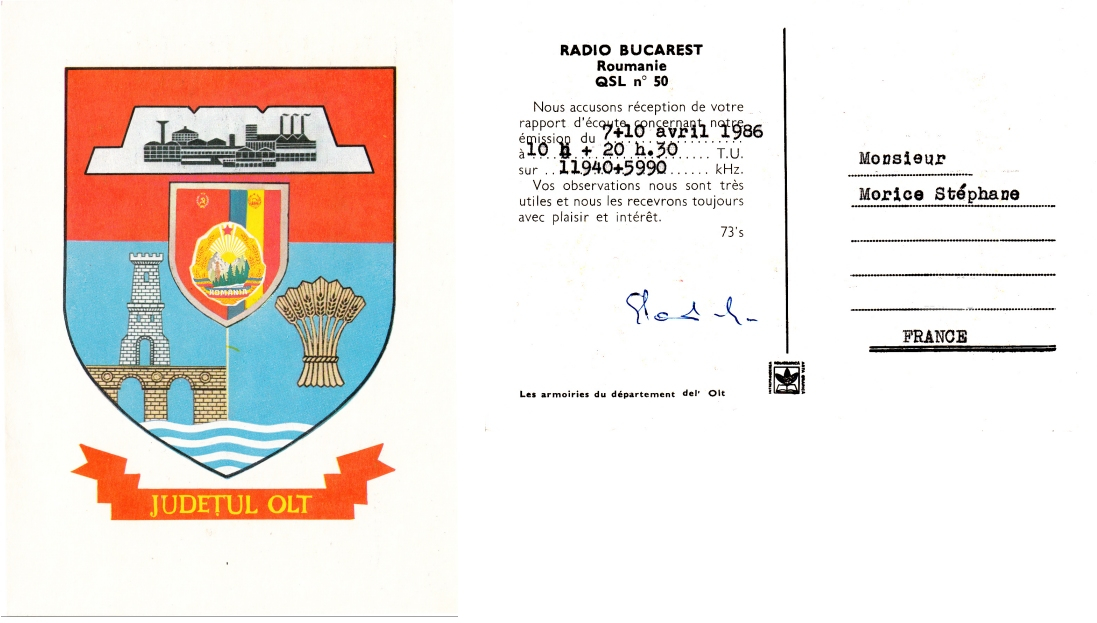 ROMÂNIA
JUDEȚUL OLT
RADIO BUCAREST
Roumanie
QSL n° 50
Nous accusons réception de votre
rapport d'écoute concernant notre
émission du 7+10 avril 1986
à 10 h + 20 h.30 T.U.
sur 11940+5990 kHz.
Vos observations nous sont très
utiles et nous les recevrons toujours
avec plaisir et intérêt.
73's
Les armoiries du département del' Olt
Monsieur
Morice Stéphane
FRANCE